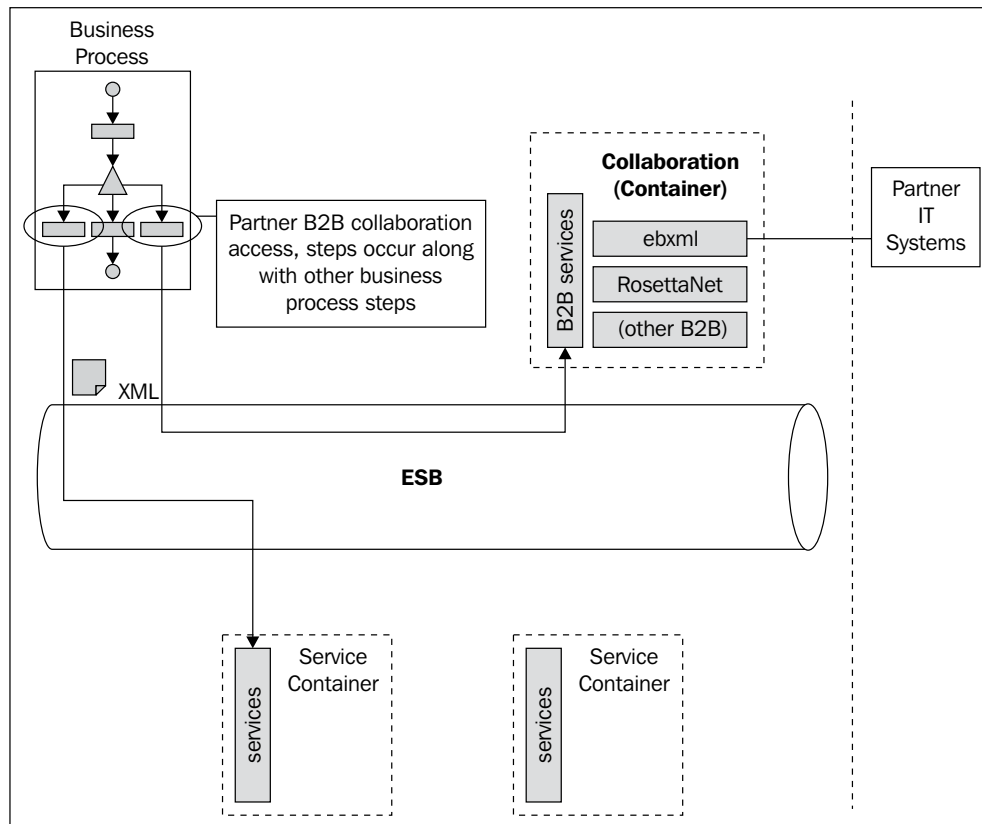 Business
Process
Partner B2B collaboration
access, steps occur along
with other business
process steps
Collaboration
(Container)
B2B services
ebxml
RosettaNet
(other B2B)
Partner
IT
Systems
XML
ESB
Service
Container
services
Service
Container
services